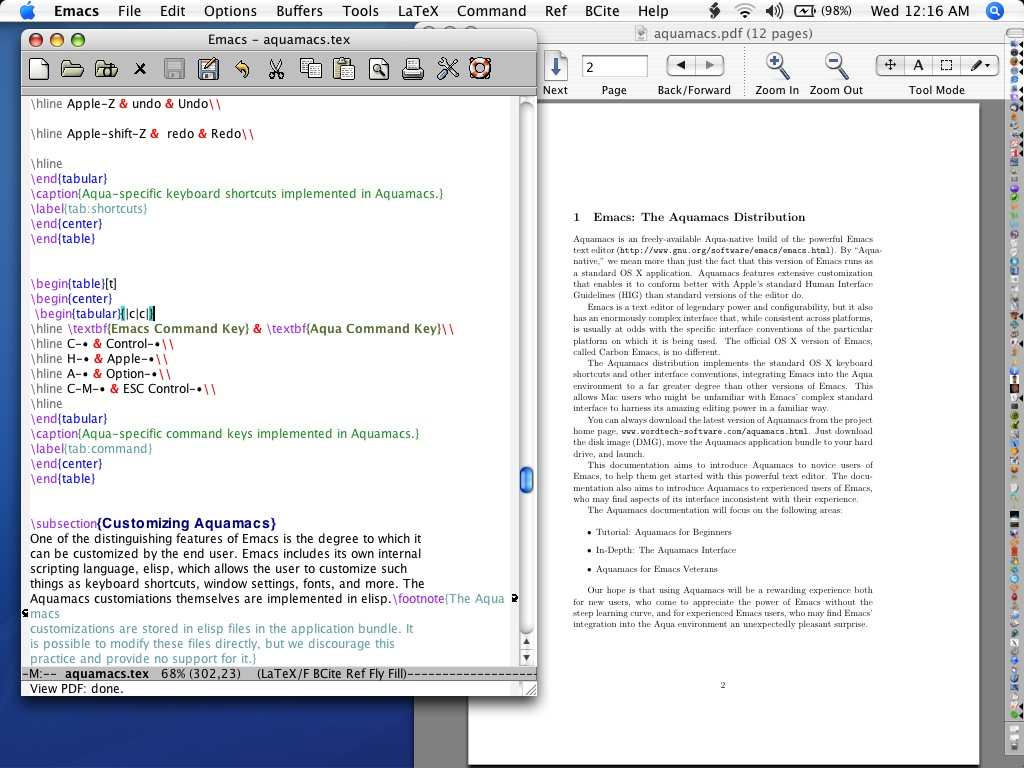 Emacs File Edit Options Buffers Tools LaTeX Command Ref BCite Help (98%) Wed 12:16 AM
Emacs – aquamacs.tex
\hline Apple-Z & undo & Undo\\
\hline Apple-shift-Z &  redo & Redo\\
\hline
\end{tabular}
\caption{Aqua-specific keyboard shortcuts implemented in Aquamacs.}
\label{tab:shortcuts}
\end{center}
\end{table}
\begin{table}[t]
\begin{center}
\begin{tabular}{|c|c|}
\hline \textbf{Emacs Command Key} & \textbf{Aqua Command Key}\\
\hline C-• & Control-•\\
\hline H-• & Apple-•\\
\hline A-• & Option-•\\
\hline C-M-• & ESC Control-•\\
\hline
\end{tabular}
\caption{Aqua-specific command keys implemented in Aquamacs.}
\label{tab:command}
\end{center}
\end{table}
\subsection{Customizing Aquamacs}
One of the distinguishing features of Emacs is the degree to which it
can be customized by the end user. Emacs includes its own internal
scripting language, elisp, which allows the user to customize such
things as keyboard shortcuts, window settings, fonts, and more. The
Aquamacs customiations themselves are implemented in elisp.\footnote{The Aqua
macs
customizations are stored in elisp files in the application bundle. It
is possible to modify these files directly, but we discourage this
practice and provide no support for it.}
-M:-- aquamacs.tex 68% (302,23) (LaTeX/F BCite Ref Fly Fill)----------------
View PDF: done.
aquamacs.pdf (12 pages)
2
Next Page Back/Forward Zoom In Zoom Out Tool Mode
A
1 Emacs: The Aquamacs Distribution
Aquamacs is an freely-available Aqua-native build of the powerful Emacs
text editor (http://www.gnu.org/software/emacs/emacs.html). By “Aqua-
native,” we mean more than just the fact that this version of Emacs runs as
a standard OS X application. Aquamacs features extensive customization
that enables it to conform better with Apple's standard Human Interface
Guidelines (HIG) than standard versions of the editor do.
Emacs is a text editor of legendary power and configurability, but it also
has an enormously complex interface that, while consistent across platforms,
is usually at odds with the specific interface conventions of the particular
platform on which it is being used. The official OS X version of Emacs,
called Carbon Emacs, is no different.
The Aquamacs distribution implements the standard OS X keyboard
shortcuts and other interface conventions, integrating Emacs into the Aqua
environment to a far greater degree than other versions of Emacs. This
allows Mac users who might be unfamiliar with Emacs' complex standard
interface to harness its amazing editing power in a familiar way.
You can always download the latest version of Aquamacs from the project
home page, www.wordtech-software.com/aquamacs.html. Just download
the disk image (DMG), move the Aquamacs application bundle to your hard
drive, and launch.
This documentation aims to introduce Aquamacs to novice users of
Emacs, to help them get started with this powerful text editor. The docu-
mentation also aims to introduce Aquamacs to experienced users of Emacs,
who may find aspects of its interface inconsistent with their experience.
The Aquamacs documentation will focus on the following areas:
• Tutorial: Aquamacs for Beginners
• In-Depth: The Aquamacs Interface
• Aquamacs for Emacs Veterans
Our hope is that using Aquamacs will be a rewarding experience both
for new users, who come to appreciate the power of Emacs without the
steep learning curve, and for experienced Emacs users, who may find Emacs'
integration into the Aqua environment an unexpectedly pleasant surprise.
2